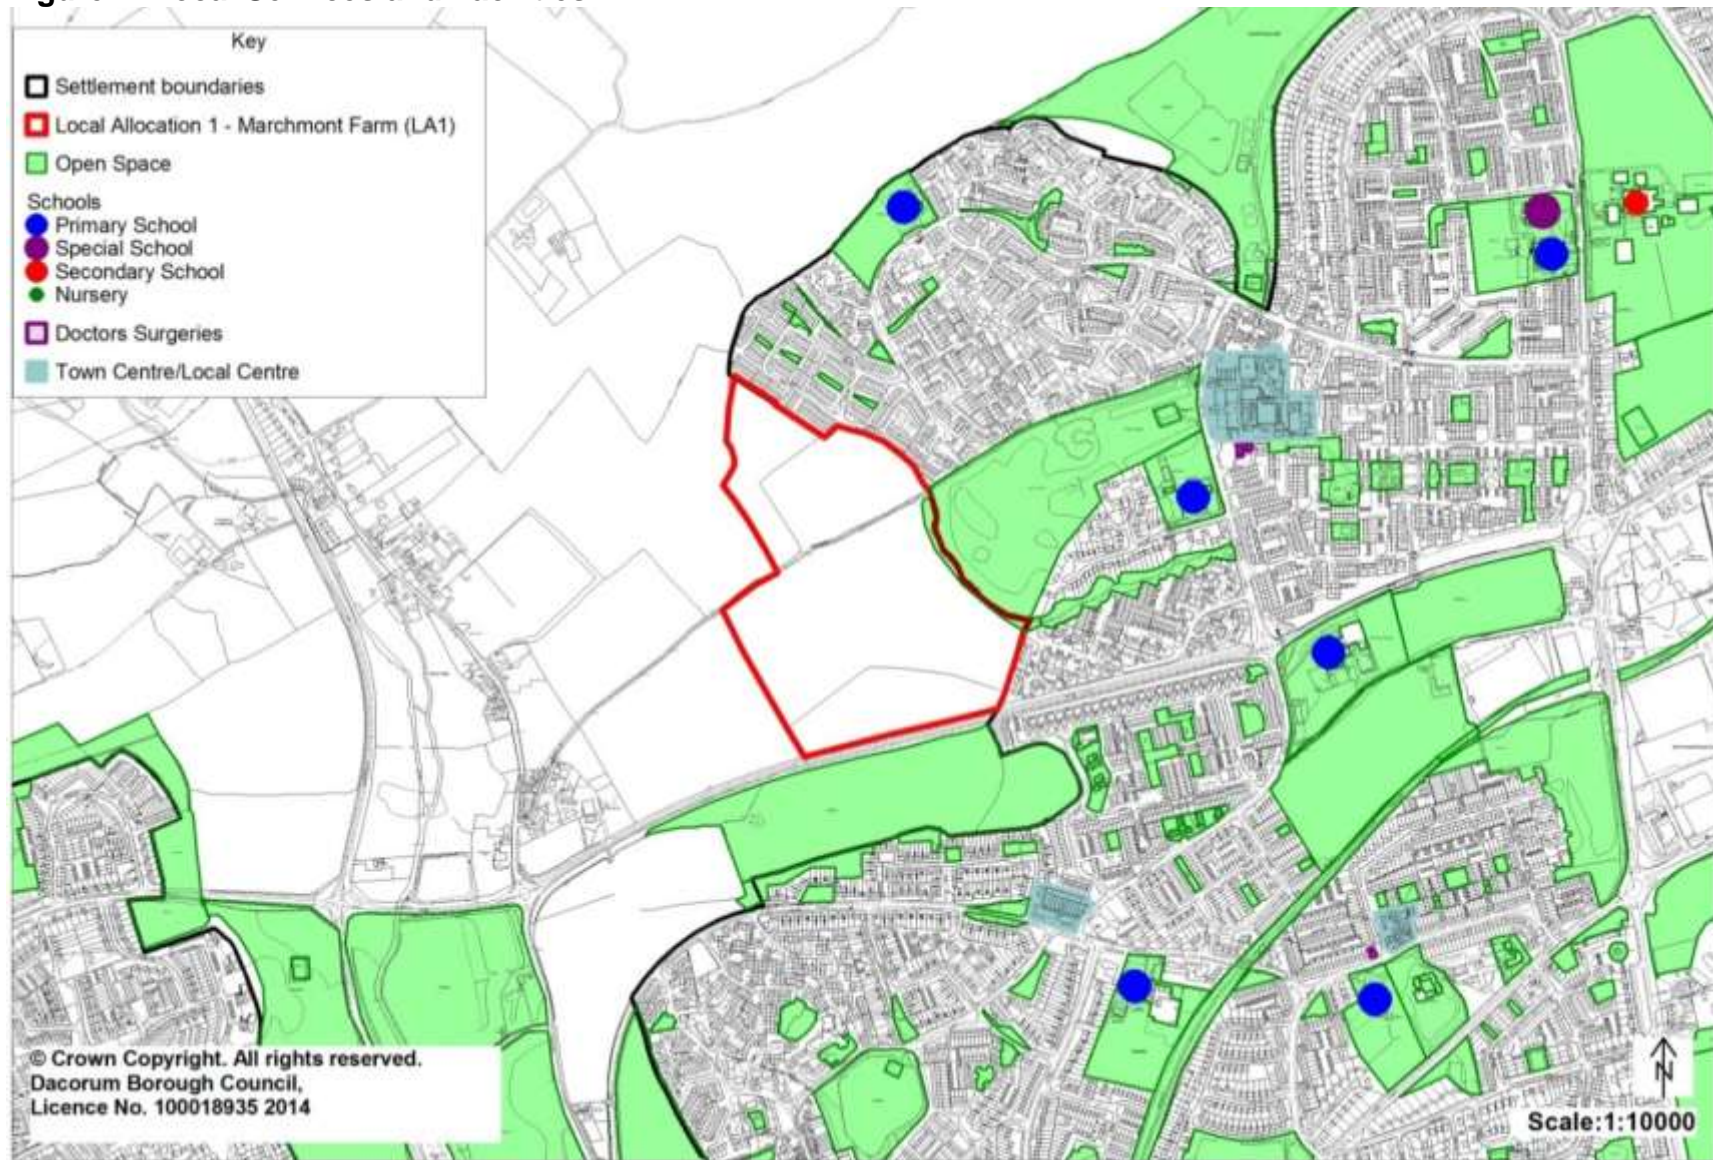 Key
Settlement boundaries
Local Allocation 1 - Marchmont Farm (LA1)
Open Space
Schools
Primary School
Special School
Secondary School
Nursery
Doctors Surgeries
Town Centre/Local Centre
© Crown Copyright. All rights reserved.
Dacorum Borough Council,
Licence No. 100018935 2014
N
Scale:1:10000